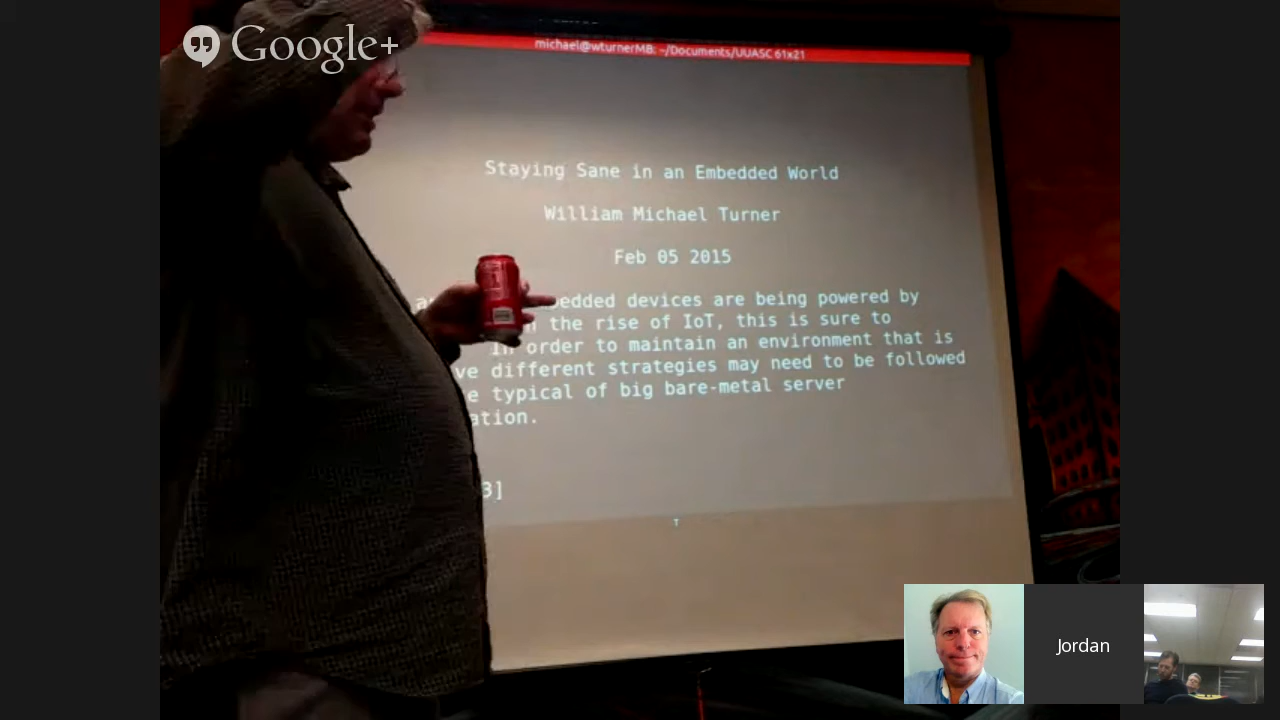 Google+
michael@wturnerMB: ~/Documents/UUASC 61x21
Staying Sane in an Embedded World
William Michael Turner
Feb 05 2015
bedded devices are being powered by
the rise of IoT, this is sure to
In order to maintain an environment that is
ve different strategies may need to be followed
e typical of big bare-metal server
ation.
3]
Jordan